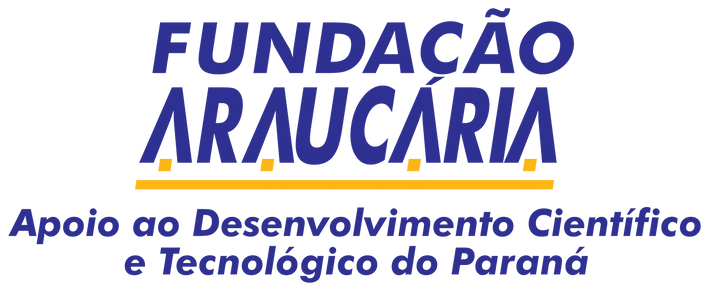 FUNDAÇÃO
ARAUCÁRIA
Apoio ao Desenvolvimento Científico
e Tecnológico do Paraná